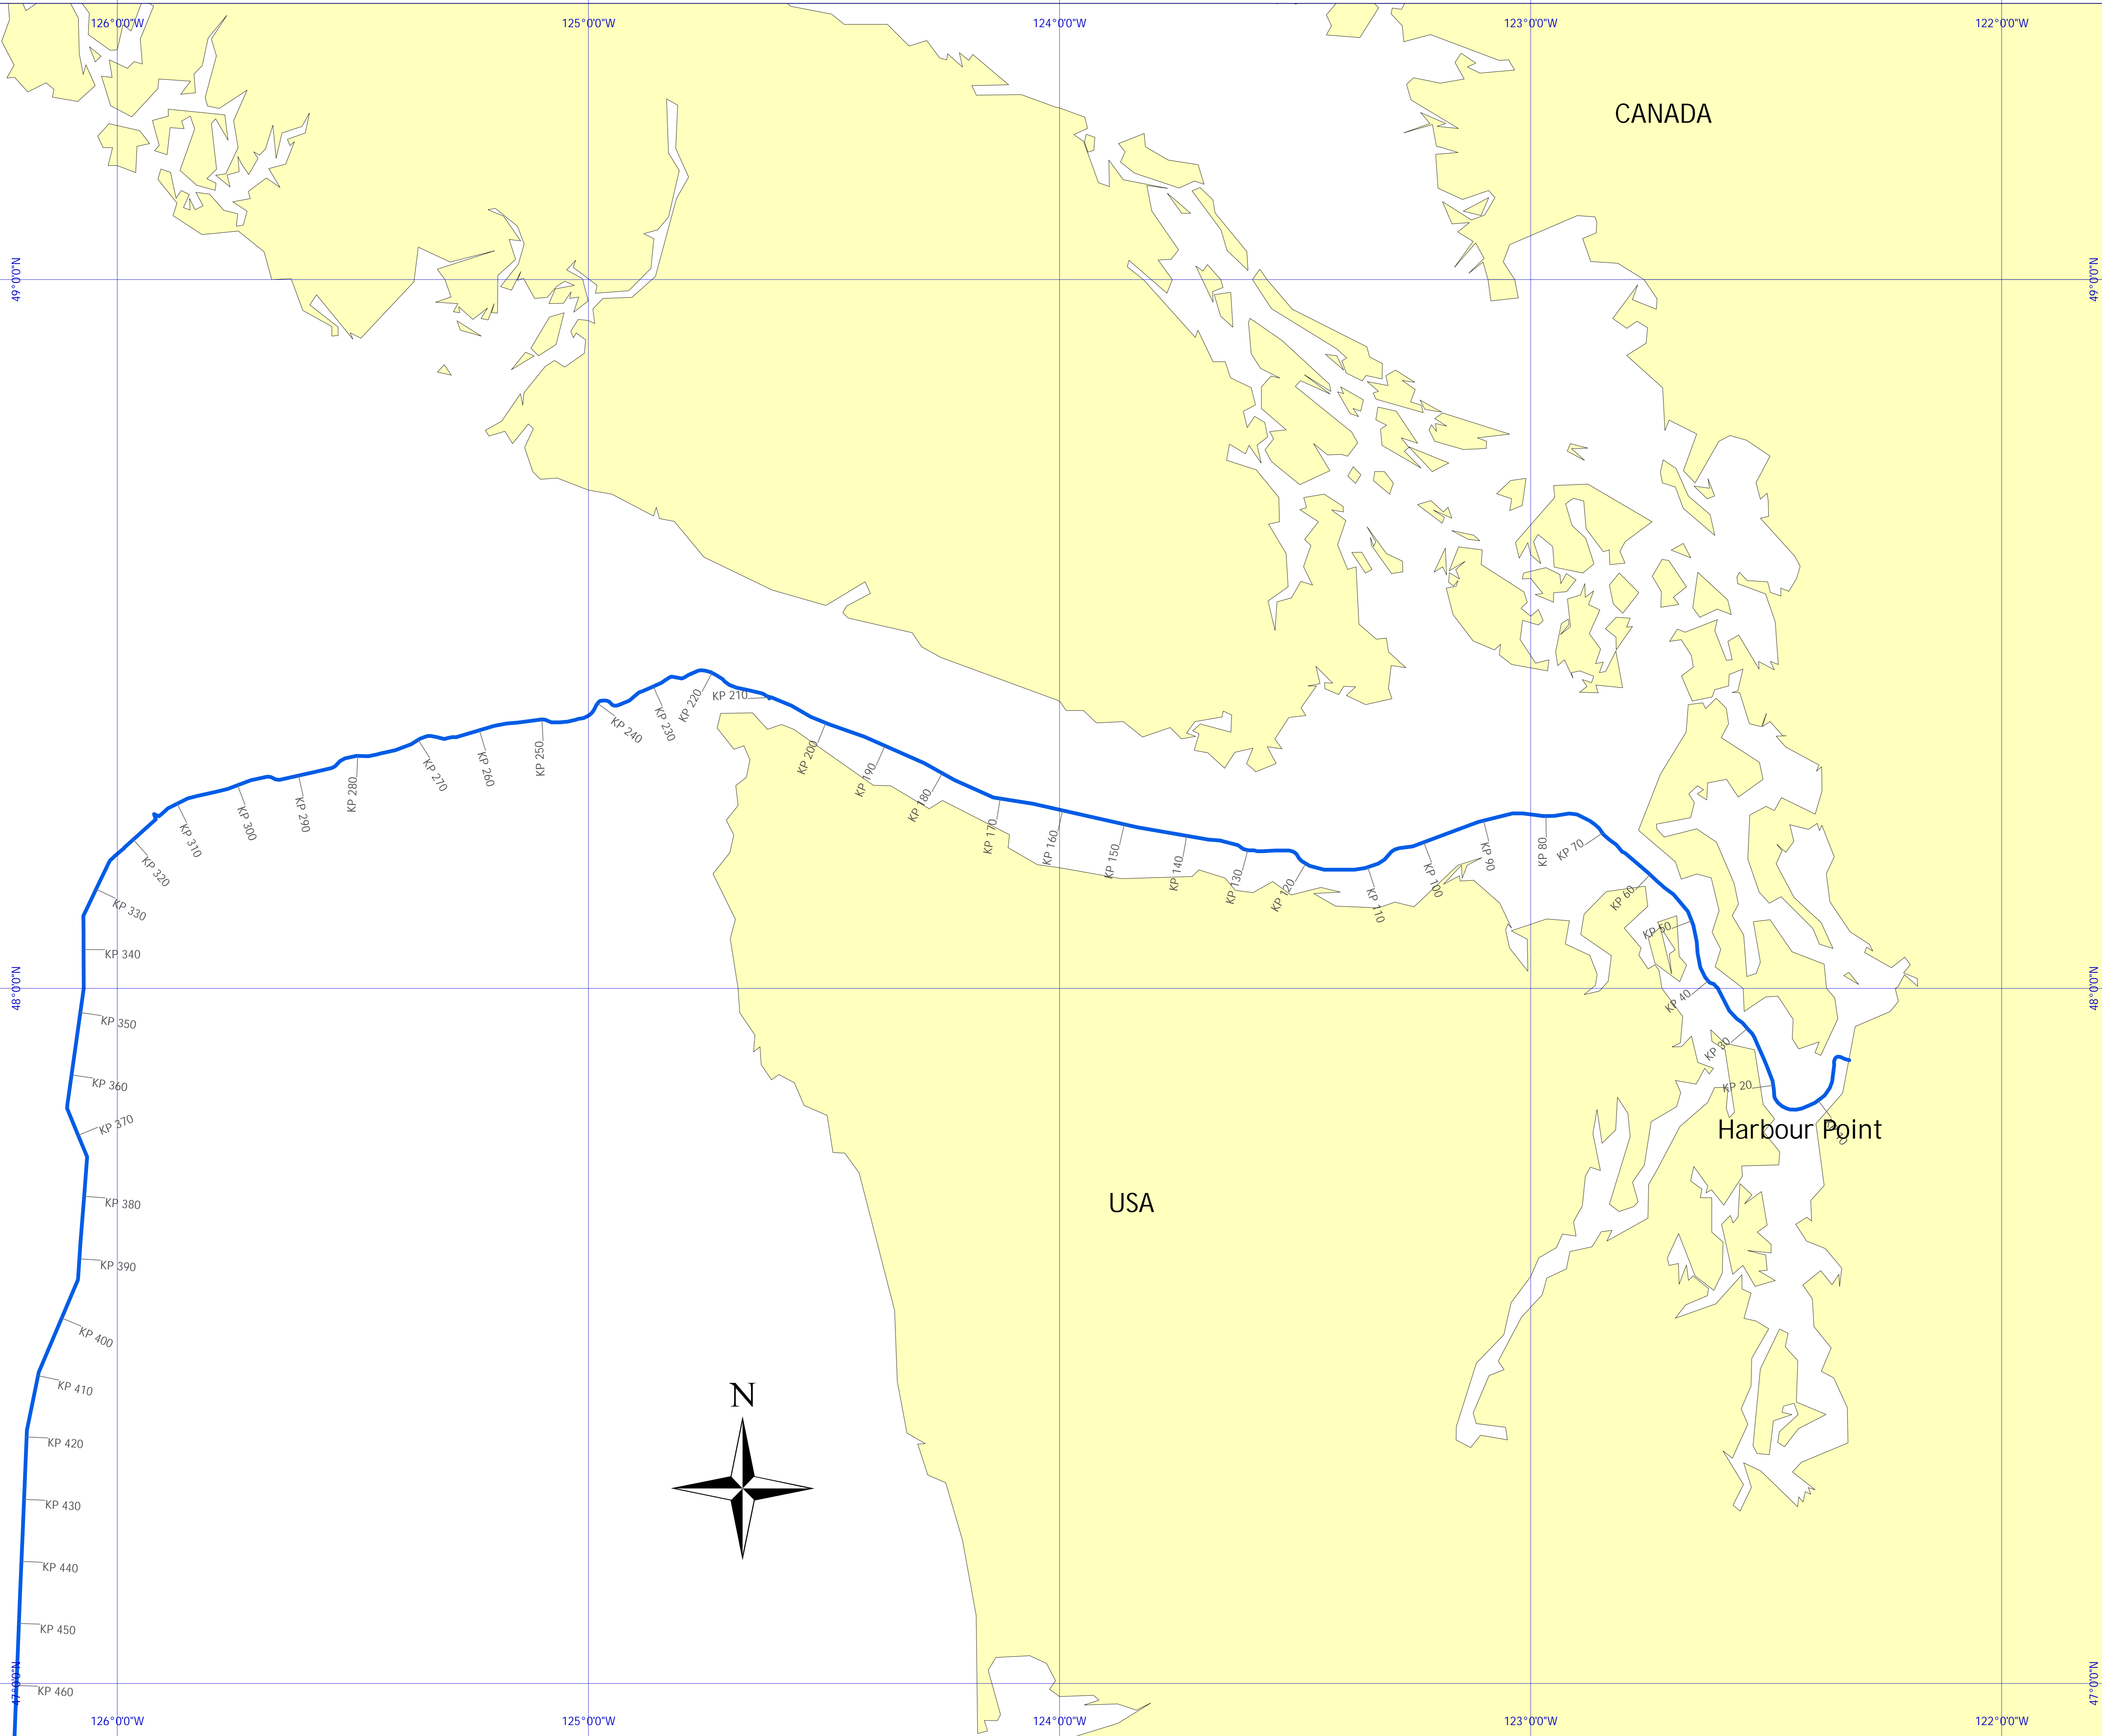 126°0'0"W
125°0'0"W
124°0'0"W
123°0'0"W
122°0'0"W
CANADA
49°0'0"N
49°0'0"N
KP 210
KP 220
KP 230
KP 240
KP 250
KP 260
KP 270
KP 280
KP 290
KP 300
KP 310
KP 320
KP 330
KP 340
KP 200
KP 190
KP 180
KP 170
KP 160
KP 150
KP 140
KP 130
KP 120
KP 110
KP 100
KP 90
KP 80
KP 70
KP 60
KP 50
KP 40
KP 30
KP 20
48°0'0"N
48°0'0"N
Harbour Point
KP 350
KP 360
KP 370
KP 380
USA
KP 390
KP 400
KP 410
N
KP 420
KP 430
KP 440
KP 450
KP 460
47°0'0"N
47°0'0"N
126°0'0"W
125°0'0"W
124°0'0"W
123°0'0"W
122°0'0"W